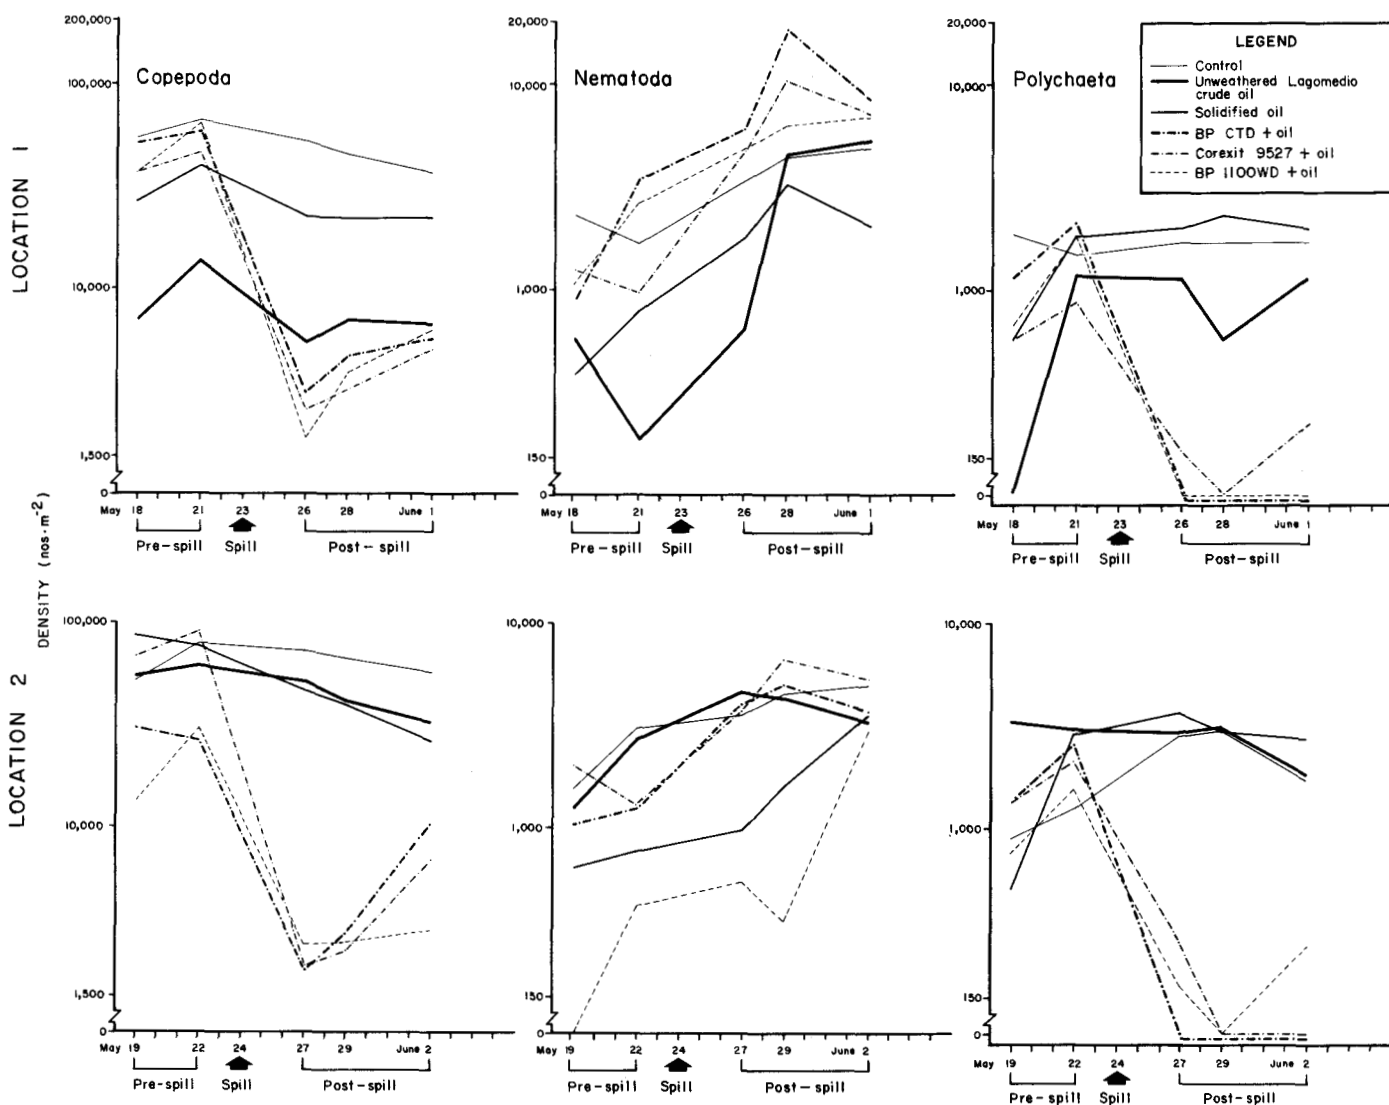 LOCATION 1
200,000
100,000
10,000
1,500
0
Copepoda
May 18 21 23 26 28 June 1
Pre-spill Spill Post-spill
20,000
10,000
1,000
150
0
Nematoda
May 18 21 23 26 28 June 1
Pre-spill Spill Post-spill
20,000
10,000
1,000
150
0
Polychaeta
LEGEND
Control
Unweathered Lagomedio
crude oil
Solidified oil
BP CTD + oil
Corexit 9527 + oil
BP 1100WD + oil
May 18 21 23 26 28 June 1
Pre-spill Spill Post-spill
DENSITY (nos·m⁻²)
LOCATION 2
100,000
10,000
1,500
0
May 19 22 24 27 29 June 2
Pre-spill Spill Post-spill
10,000
1,000
150
0
May 19 22 24 27 29 June 2
Pre-spill Spill Post-spill
10,000
1,000
150
0
May 19 22 24 27 29 June 2
Pre-spill Spill Post-spill